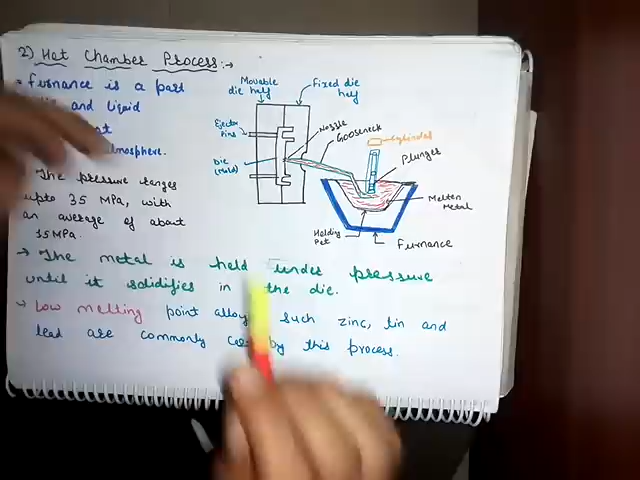 2) Hot Chamber Process:→
Furnance is a part
and liquid
atmosphere.
The pressure ranges
upto 35 MPa, with
an average of about
15MPa.
→ The metal is held under pressure
until it solidifies in the die.
→ Low melting point alloys such zinc, tin and
lead are commonly by this process.
Movable
die half
Fixed die
half
Ejector
Pins
Die
(Mold)
Nozzle
Gooseneck
Cylinder
Plunger
Molten
Metal
Holding
Pot
Furnance